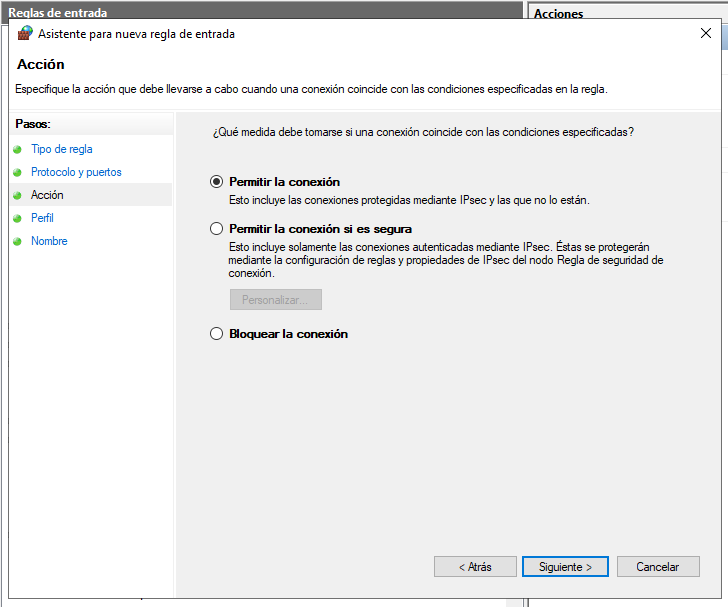 Reglas de entrada
Acciones
Asistente para nueva regla de entrada
Acción
Especifique la acción que debe llevarse a cabo cuando una conexión coincide con las condiciones especificadas en la regla.
Pasos:
Tipo de regla
Protocolo y puertos
Acción
Perfil
Nombre
¿Qué medida debe tomarse si una conexión coincide con las condiciones especificadas?
Permitir la conexión
Esto incluye las conexiones protegidas mediante IPsec y las que no lo están.
Permitir la conexión si es segura
Esto incluye solamente las conexiones autenticadas mediante IPsec. Éstas se protegerán
mediante la configuración de reglas y propiedades de IPsec del nodo Regla de seguridad de
conexión.
Personalizar...
Bloquear la conexión
< Atrás
Siguiente >
Cancelar